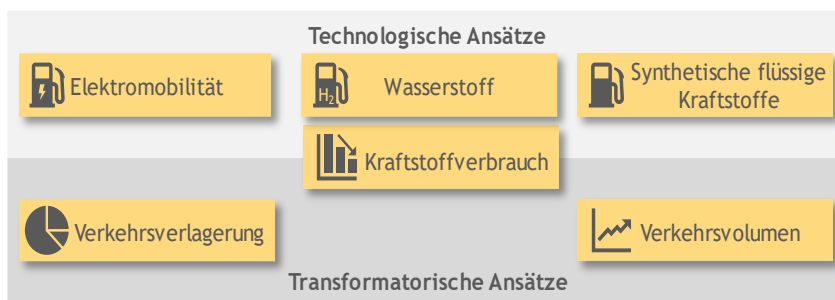 Technologische Ansätze
Elektromobilität
H2
Wasserstoff
Synthetische flüssige
Kraftstoffe
Kraftstoffverbrauch
Verkehrsverlagerung
Verkehrsvolumen
Transformatorische Ansätze